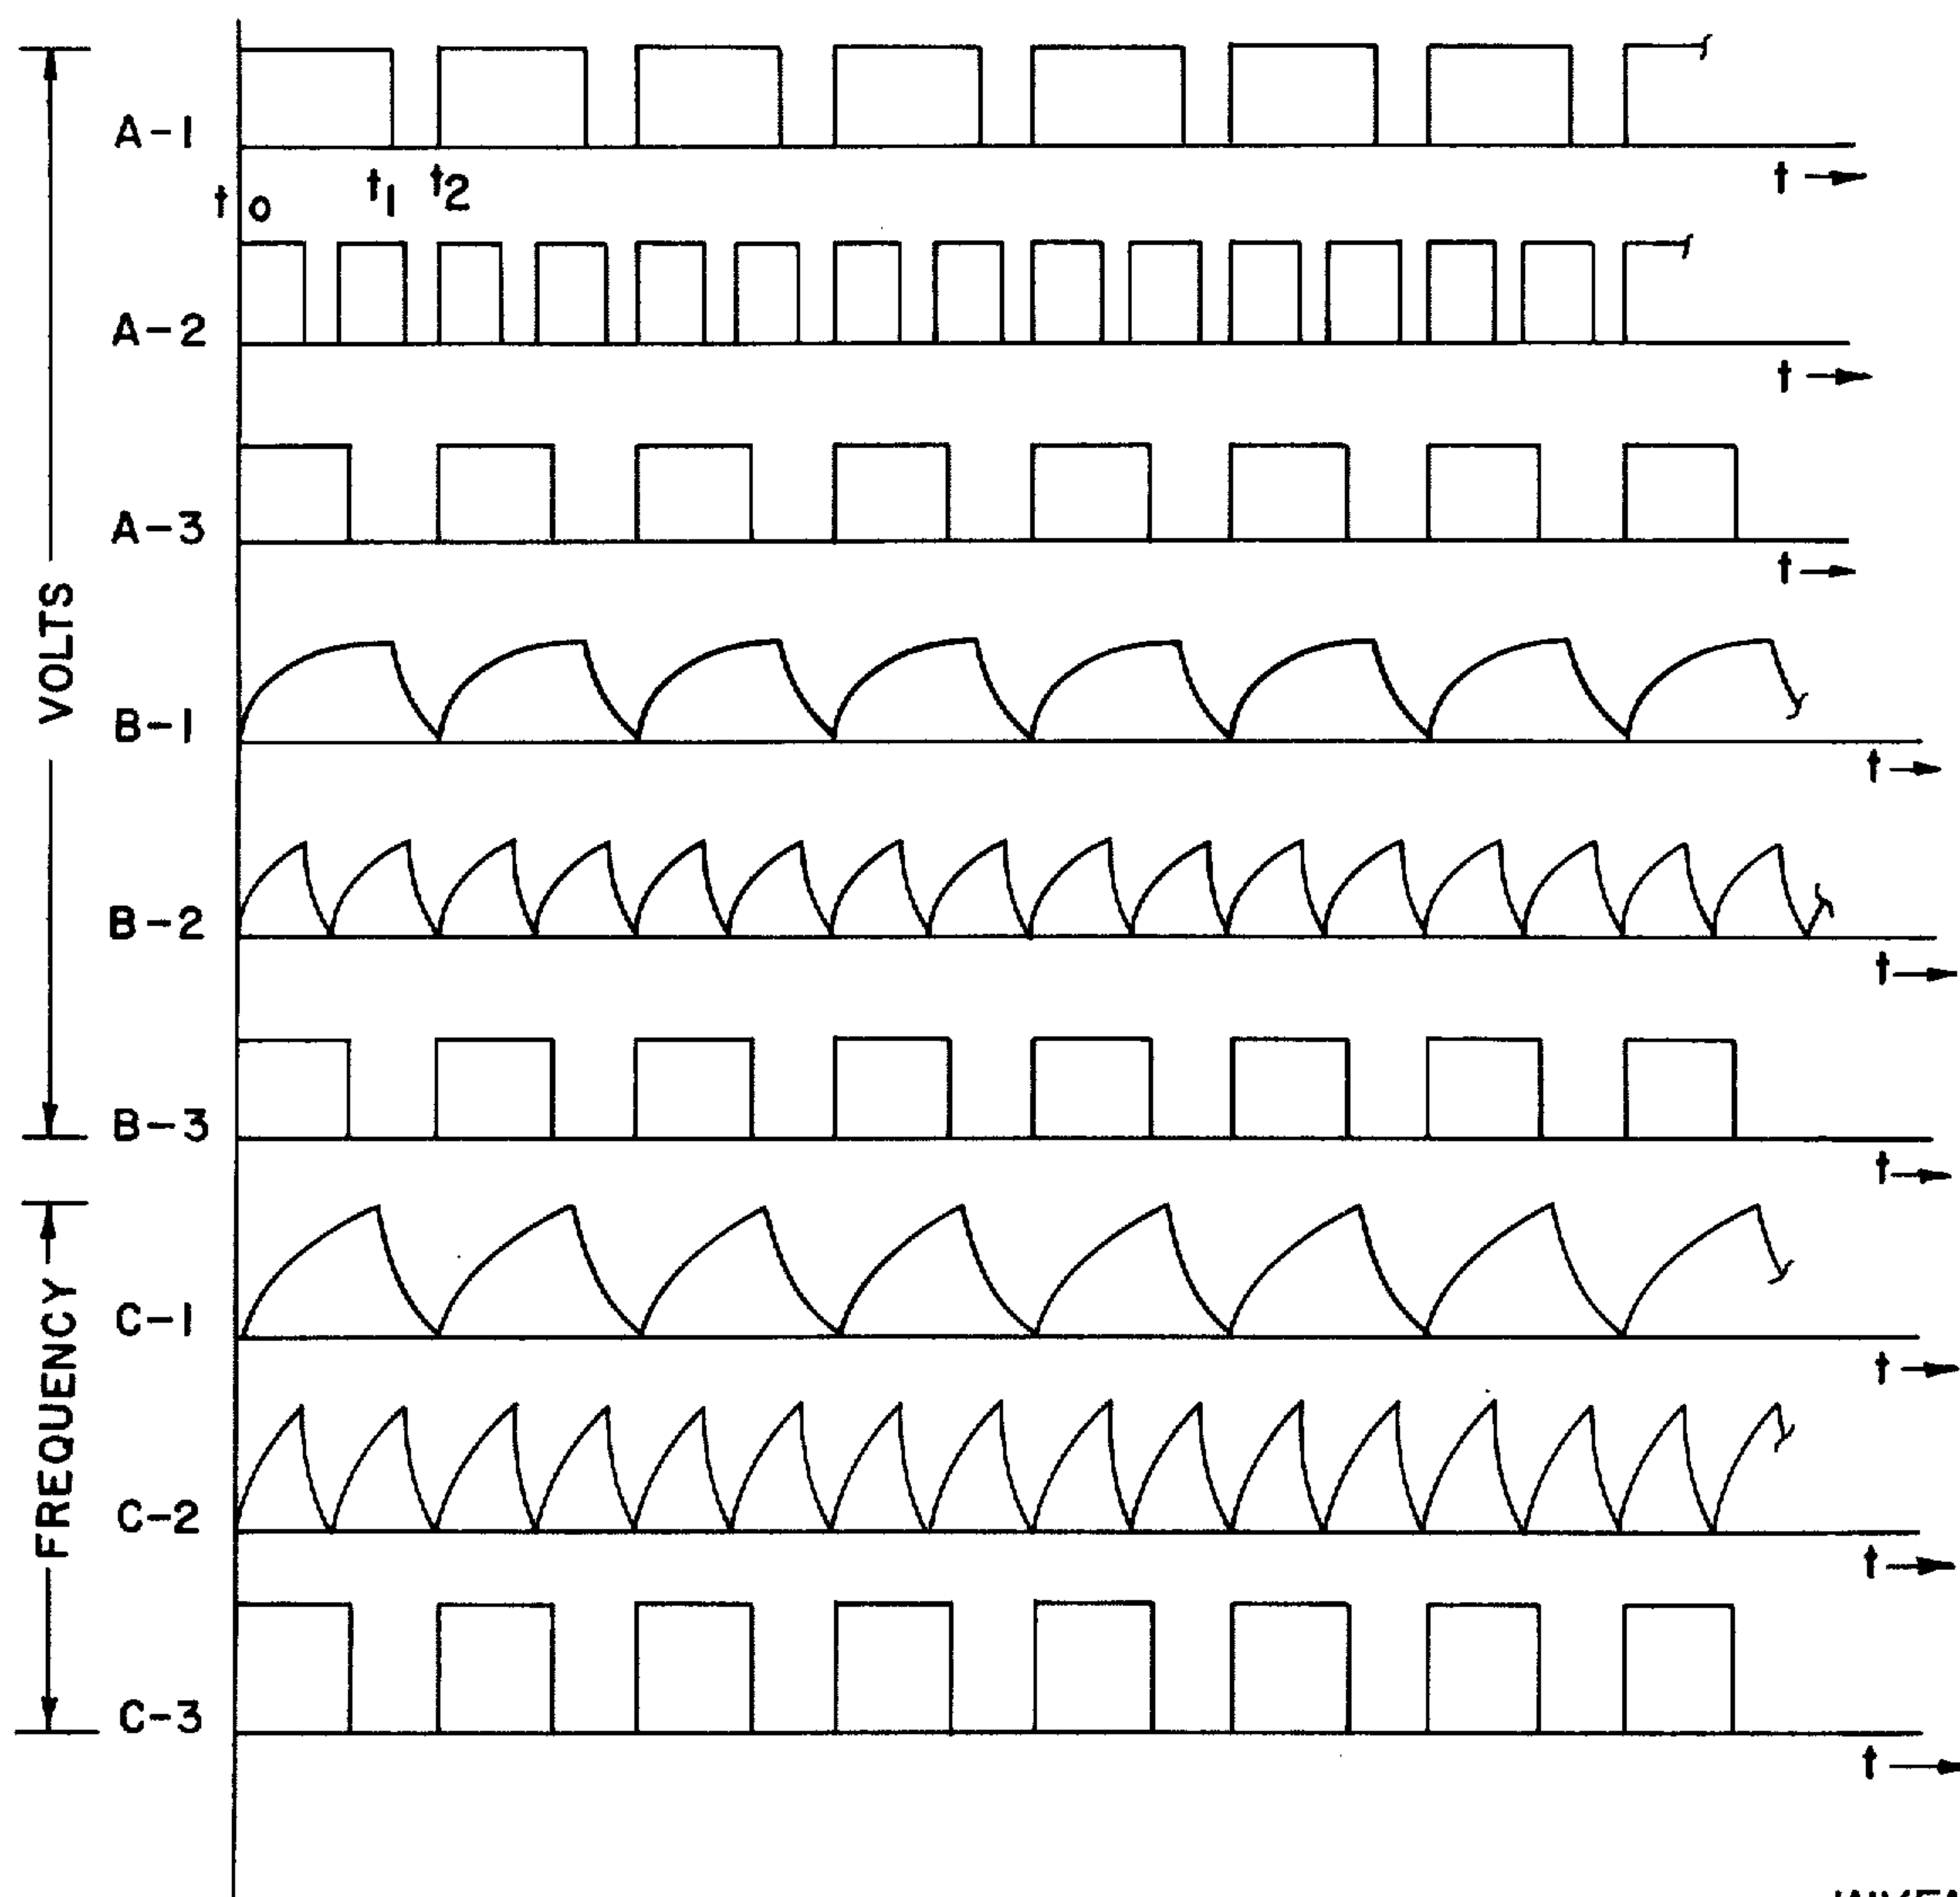 A-1
t0 t1 t2
t
A-2
t
A-3
t
VOLTS
B-1
t
B-2
t
B-3
t
FREQUENCY
C-1
t
C-2
t
C-3
t